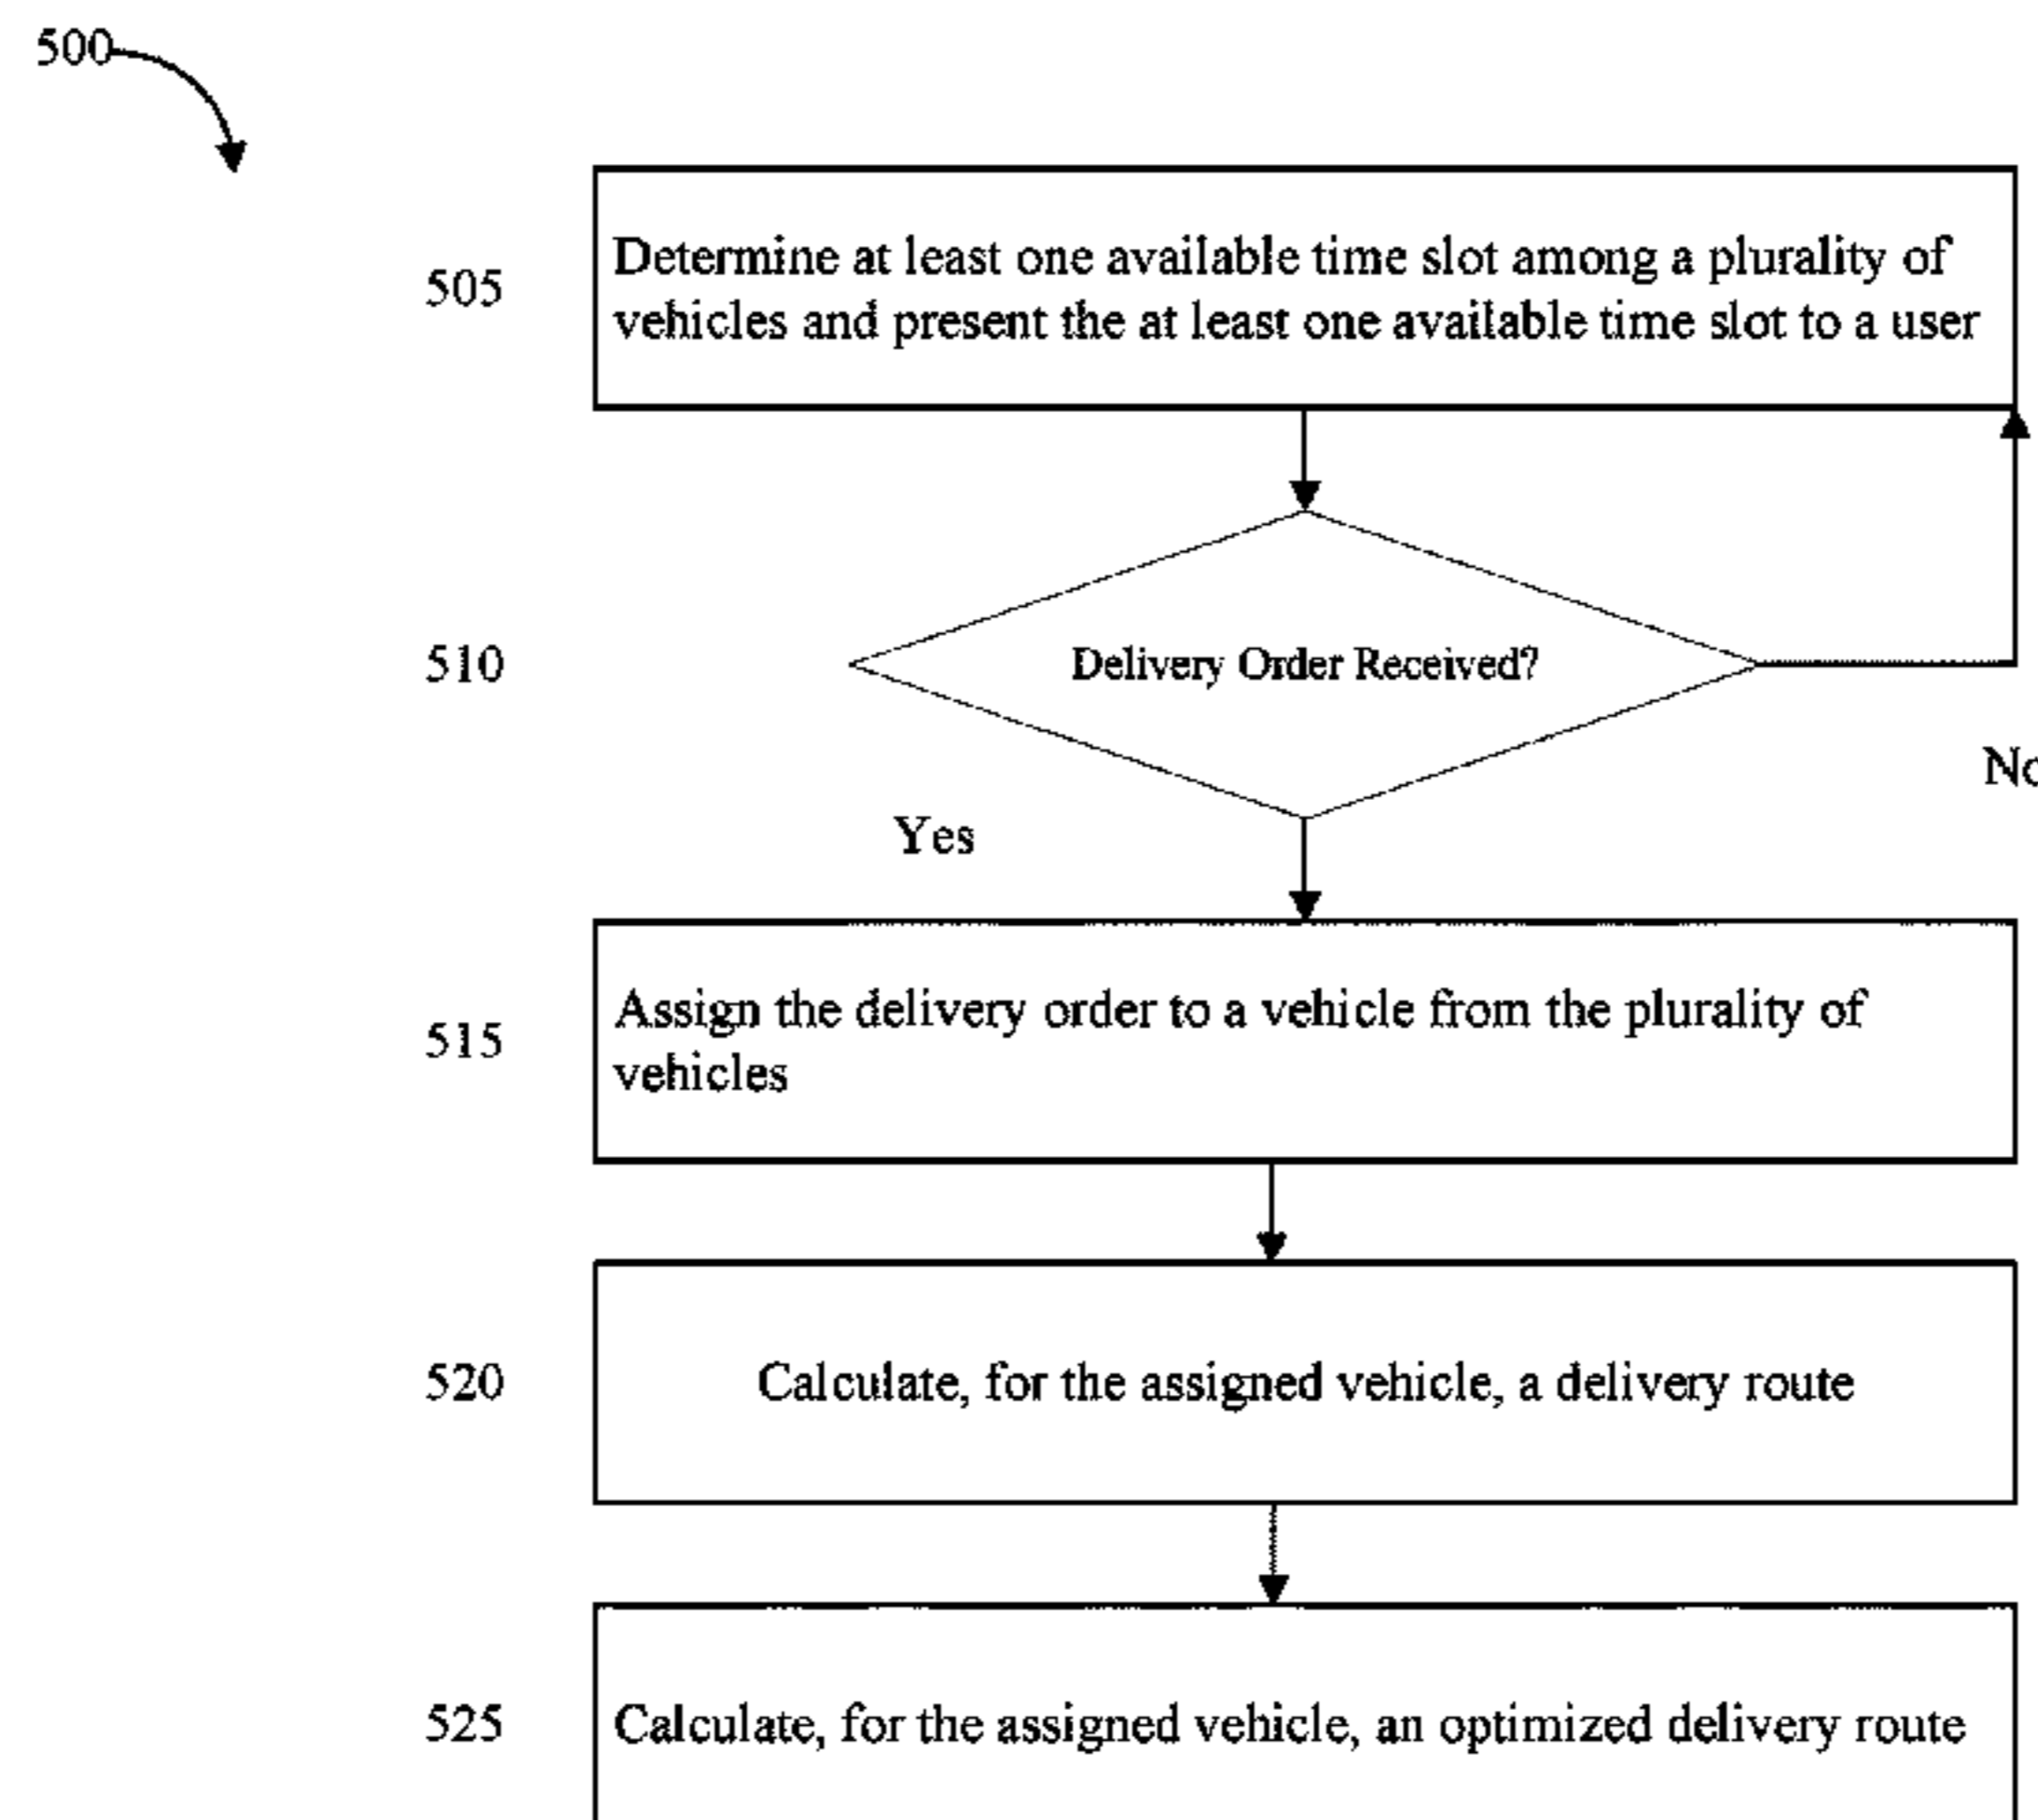 500
505
Determine at least one available time slot among a plurality of
vehicles and present the at least one available time slot to a user
510
Delivery Order Received?
No
Yes
515
Assign the delivery order to a vehicle from the plurality of
vehicles
520
Calculate, for the assigned vehicle, a delivery route
525
Calculate, for the assigned vehicle, an optimized delivery route